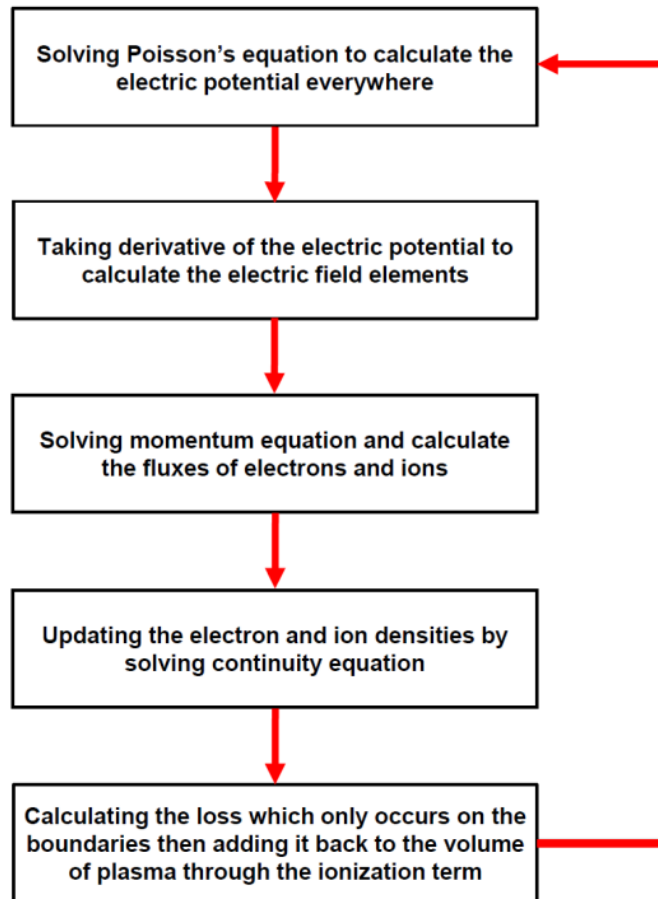 Solving Poisson's equation to calculate the
electric potential everywhere
Taking derivative of the electric potential to
calculate the electric field elements
Solving momentum equation and calculate
the fluxes of electrons and ions
Updating the electron and ion densities by
solving continuity equation
Calculating the loss which only occurs on the
boundaries then adding it back to the volume
of plasma through the ionization term